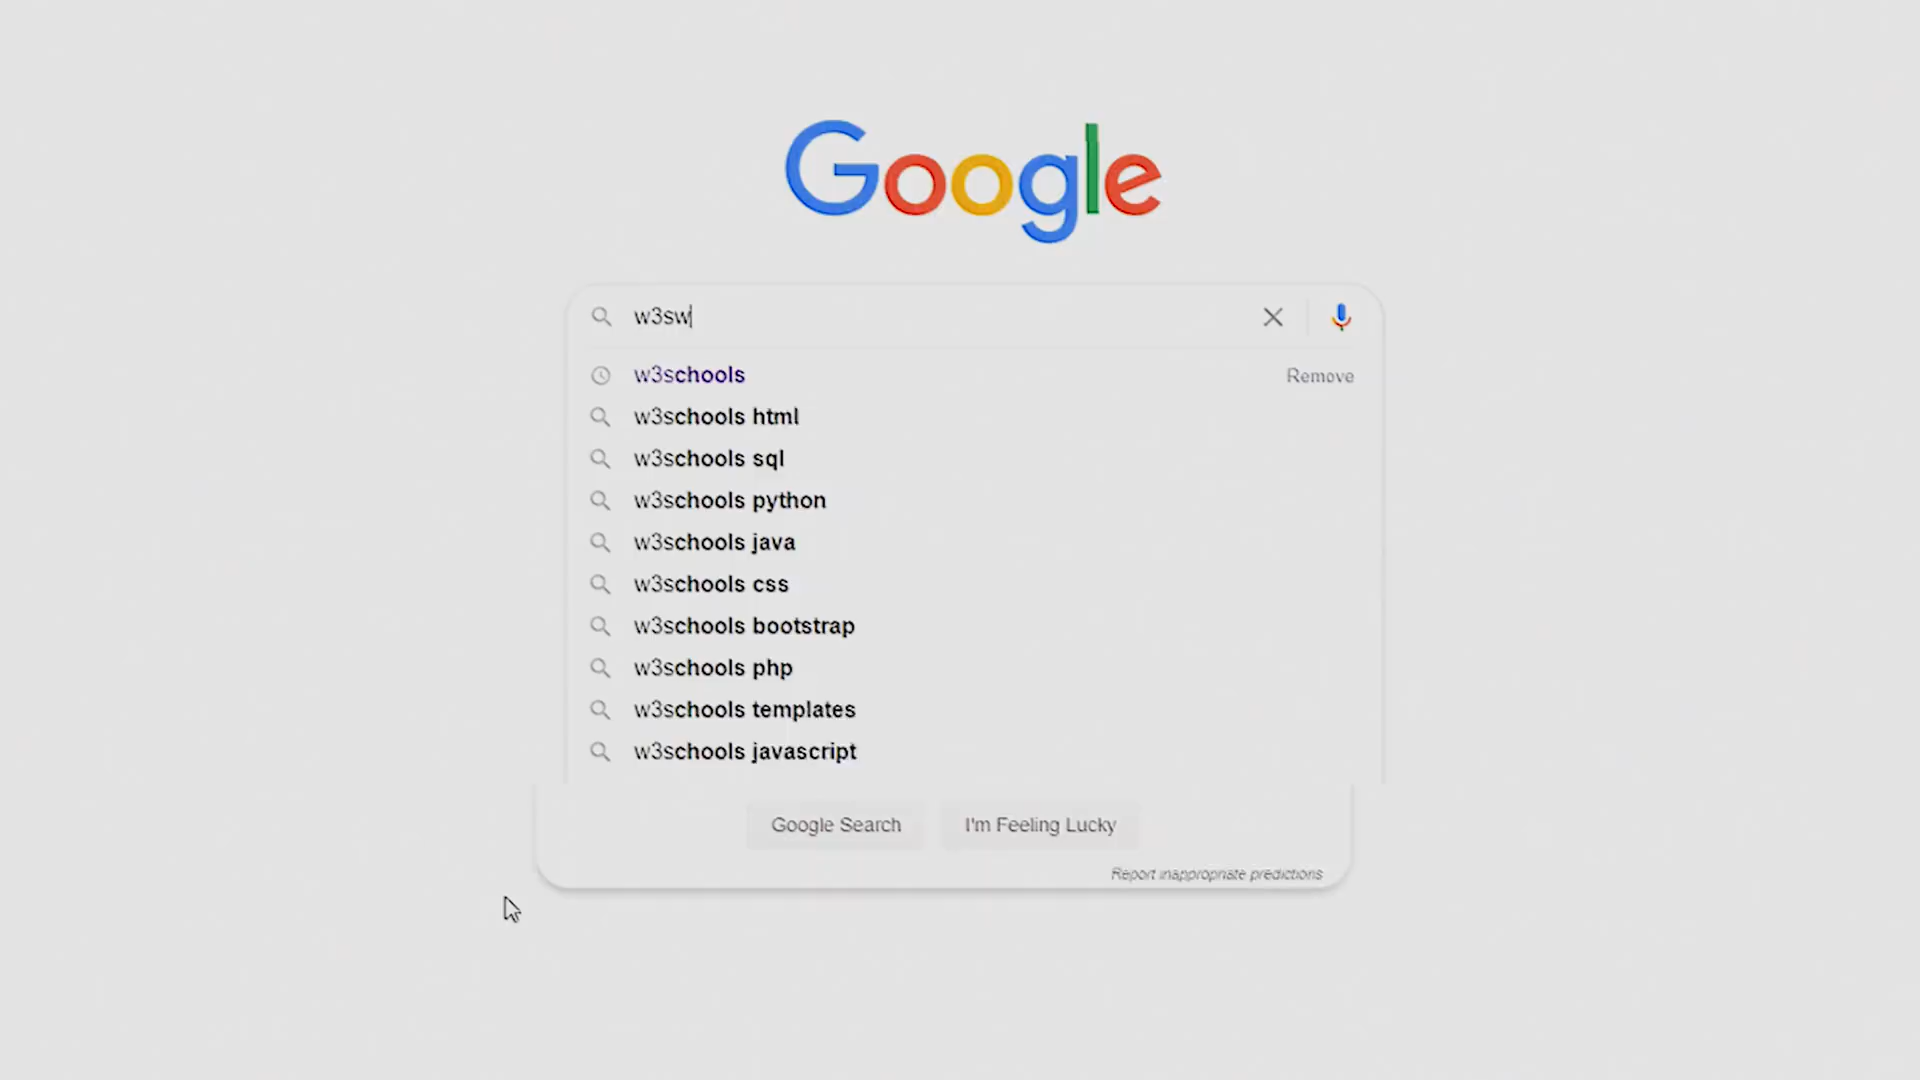 Google
w3sw
w3schools
Remove
w3schools html
w3schools sql
w3schools python
w3schools java
w3schools css
w3schools bootstrap
w3schools php
w3schools templates
w3schools javascript
Google Search
I'm Feeling Lucky
Report inappropriate predictions